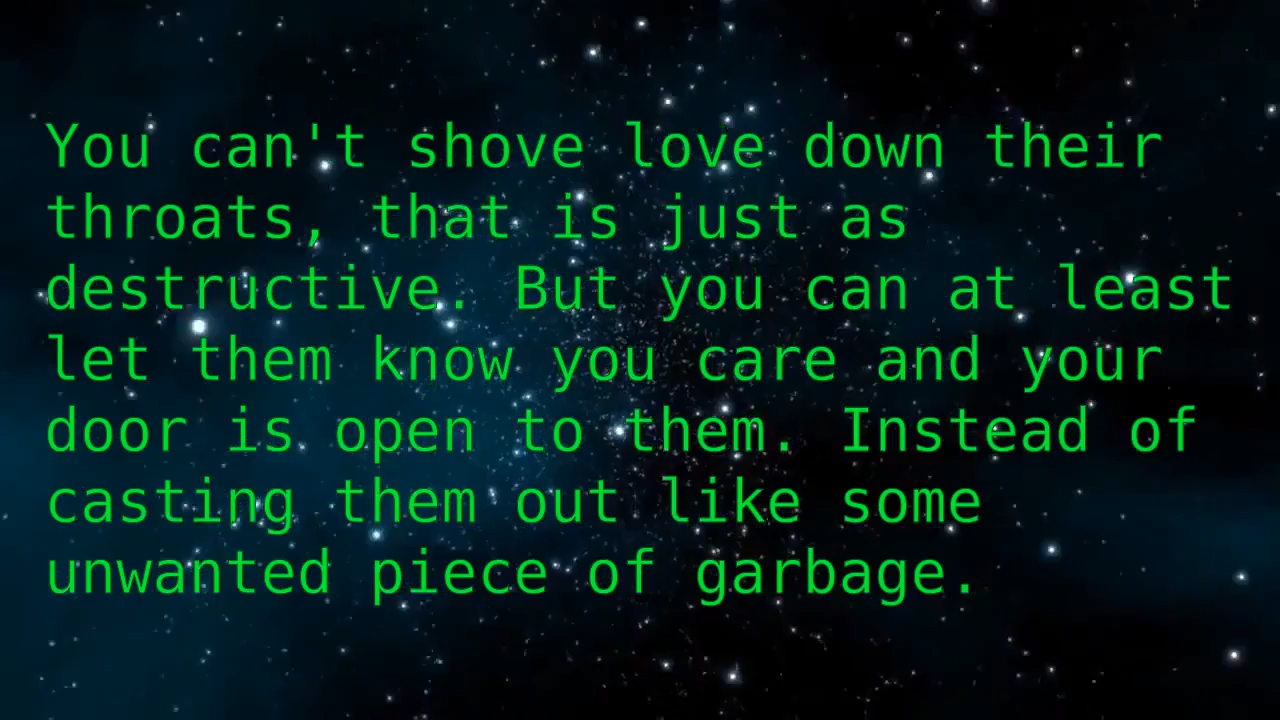 You can't shove love down their
throats, that is just as
destructive. But you can at least
let them know you care and your
door is open to them. Instead of
casting them out like some
unwanted piece of garbage.